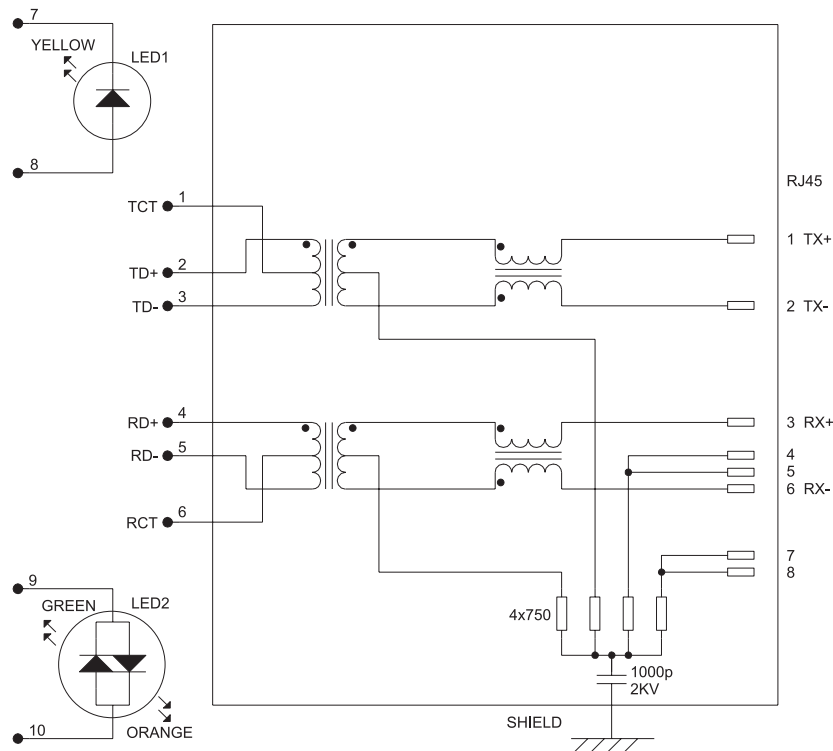 7
YELLOW
LED1
8
RJ45
TCT 1
TD+ 2
TD- 3
1 TX+
2 TX-
RD+ 4
RD- 5
RCT 6
3 RX+
4
5
6 RX-
7
8
9
GREEN
LED2
10
ORANGE
4x750
1000p
2KV
SHIELD